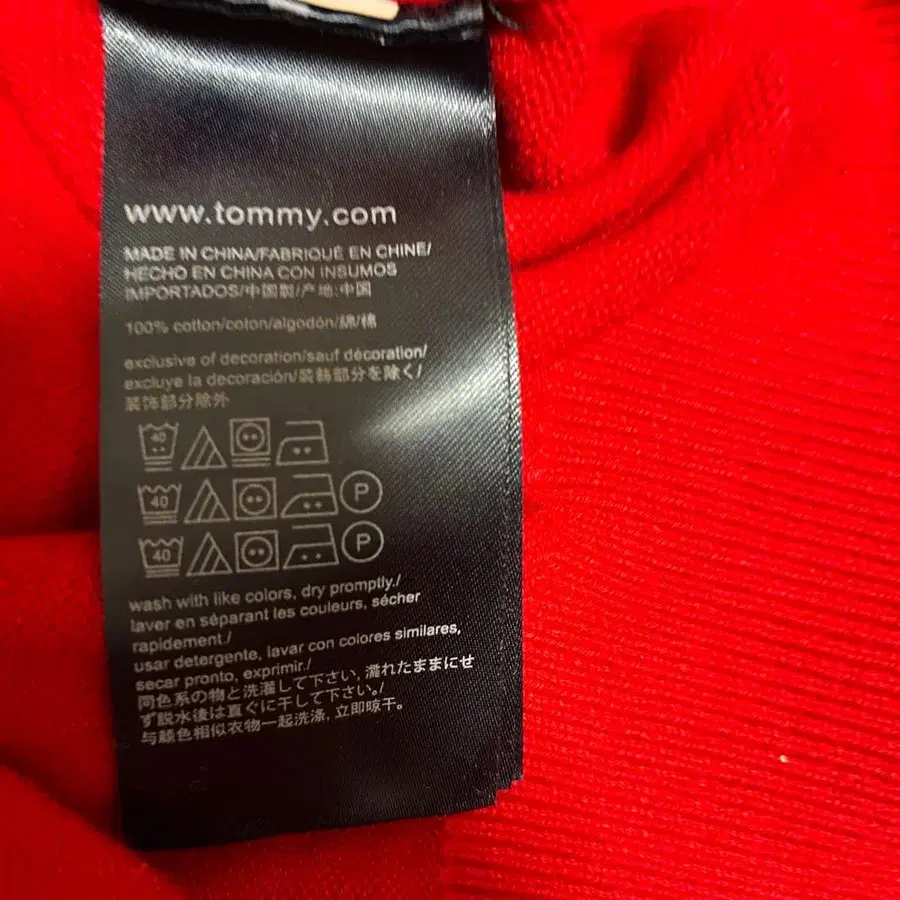 www.tommy.com
MADE IN CHINA/FABRIQUÉ EN CHINE/
HECHO EN CHINA CON INSUMOS
IMPORTADOS/中国製/产地:中国
100% cotton/coton/algodón/綿/棉
exclusive of decoration/sauf décoration/
excluye la decoración/装飾部分を除く/
装饰部分除外
40
40 P
40 P
wash with like colors, dry promptly./
laver en séparant les couleurs, sécher
rapidement./
usar detergente, lavar con colores similares,
secar pronto, exprimir./
同色系の物と洗濯して下さい, 濡れたままにせ
ず脱水後は直ぐに干して下さい。/
与颜色相似衣物一起洗涤, 立即晾干。